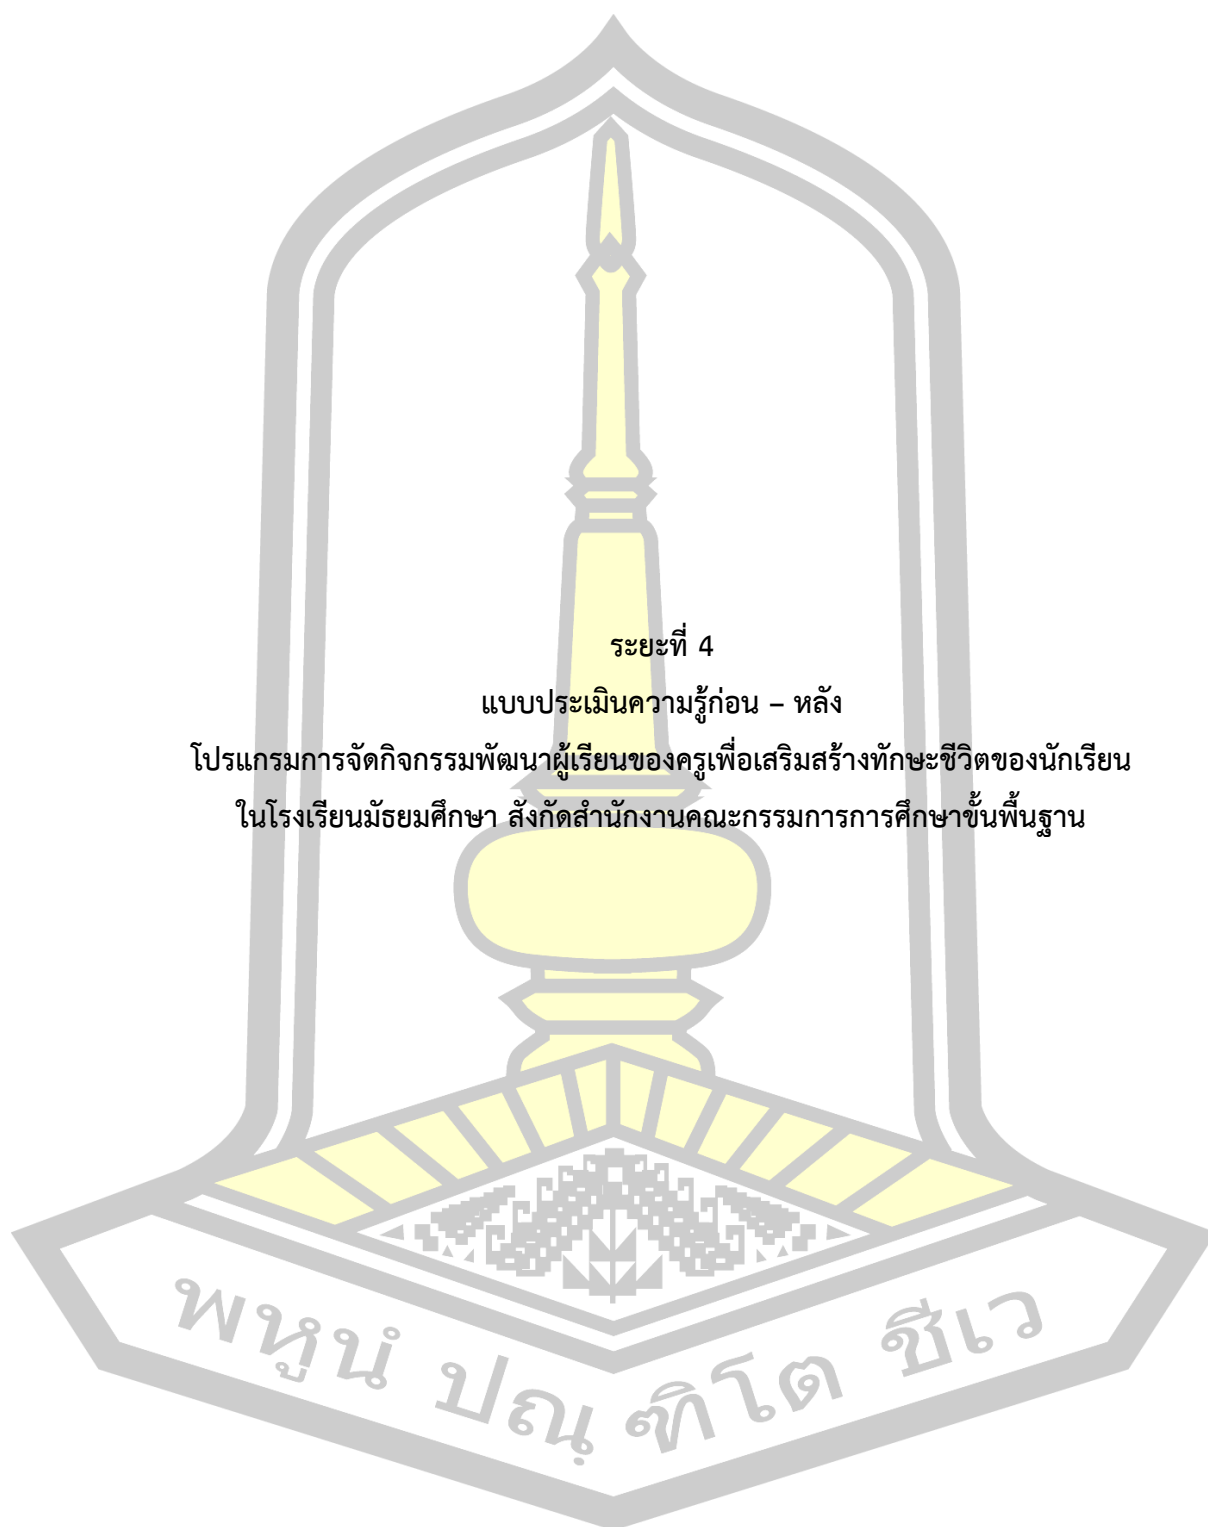 ระยะที่ 4
แบบประเมินความรู้ก่อน – หลัง
โปรแกรมการจัดกิจกรรมพัฒนาผู้เรียนของครูเพื่อเสริมสร้างทักษะชีวิตของนักเรียน
ในโรงเรียนมัธยมศึกษา สังกัดสำนักงานคณะกรรมการการศึกษาขั้นพื้นฐาน
พหูนํ ปณฺฑิโต ชีเว